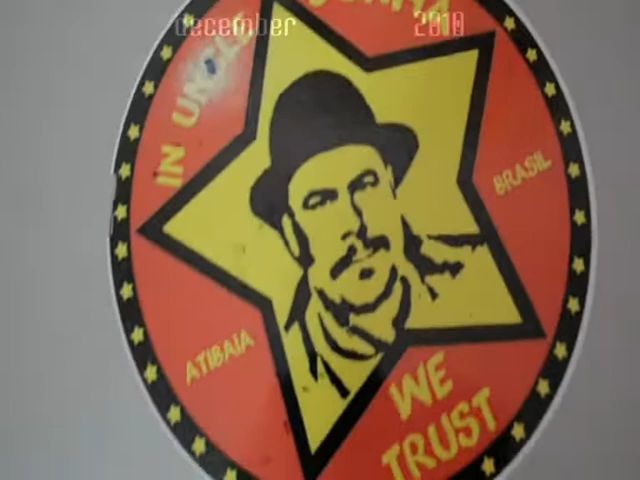 december 2010
IN UNCLE
BRASIL
ATIBAIA
WE
TRUST